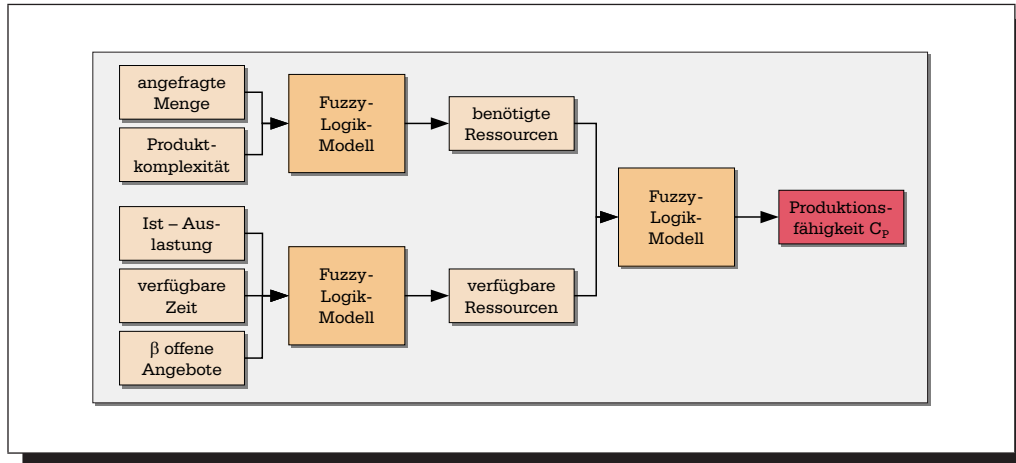 angefragte
Menge
Produkt-
komplexität
Fuzzy-
Logik-
Modell
benötigte
Ressourcen
Ist – Aus-
lastung
verfügbare
Zeit
β offene
Angebote
Fuzzy-
Logik-
Modell
verfügbare
Ressourcen
Fuzzy-
Logik-
Modell
Produktions-
fähigkeit Cₚ